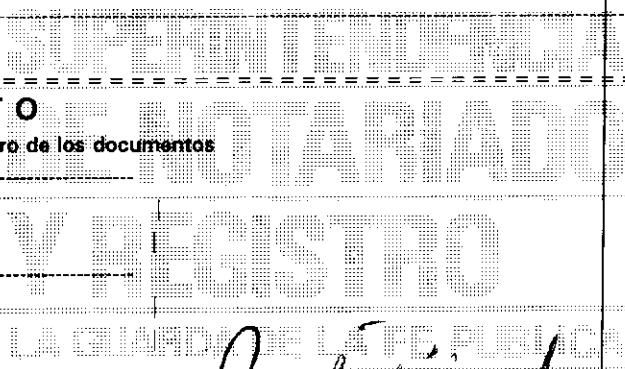 SUPERINTENDENCIA
T O
DE NOTARIADO
ro de los documentos
Y REGISTRO
LA GUARDA DE LA FE PUBLICA